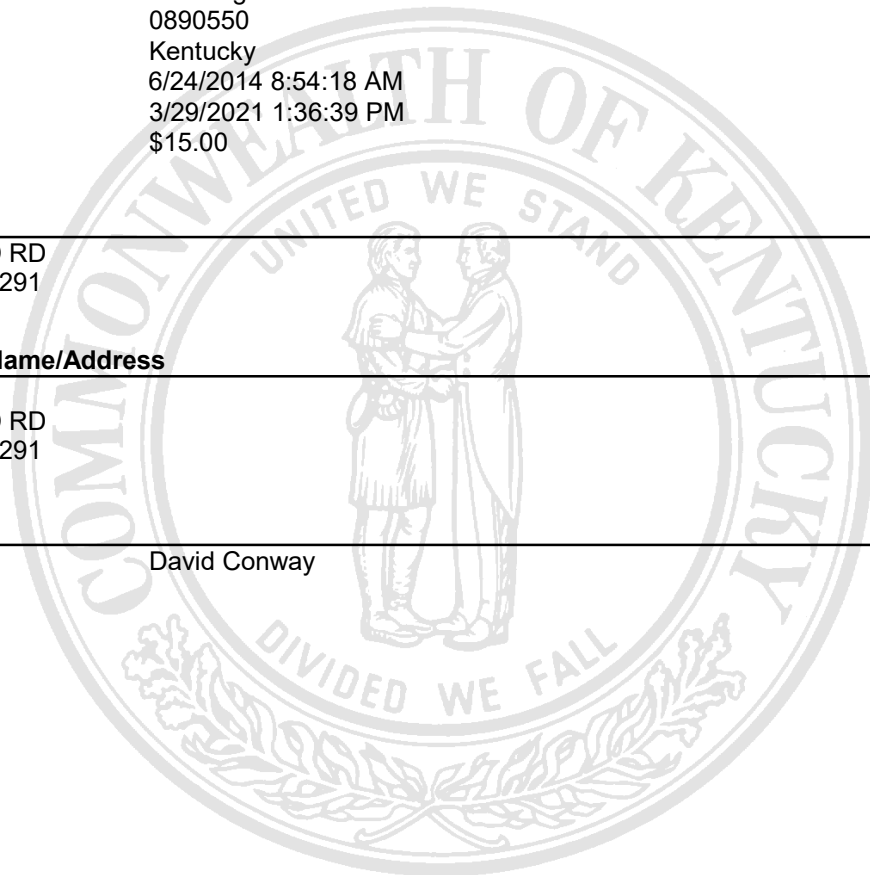 0890550
Kentucky
6/24/2014 8:54:18 AM
3/29/2021 1:36:39 PM
$15.00
RD
291
Name/Address
RD
291
David Conway
COMMONWEALTH OF KENTUCKY
UNITED WE STAND
DIVIDED WE FALL